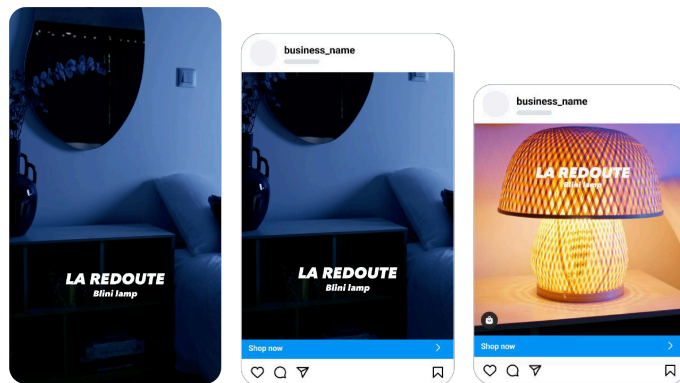 LA REDOUTE
Blini lamp
business_name
LA REDOUTE
Blini lamp
Shop now
business_name
LA REDOUTE
Blini lamp
Shop now